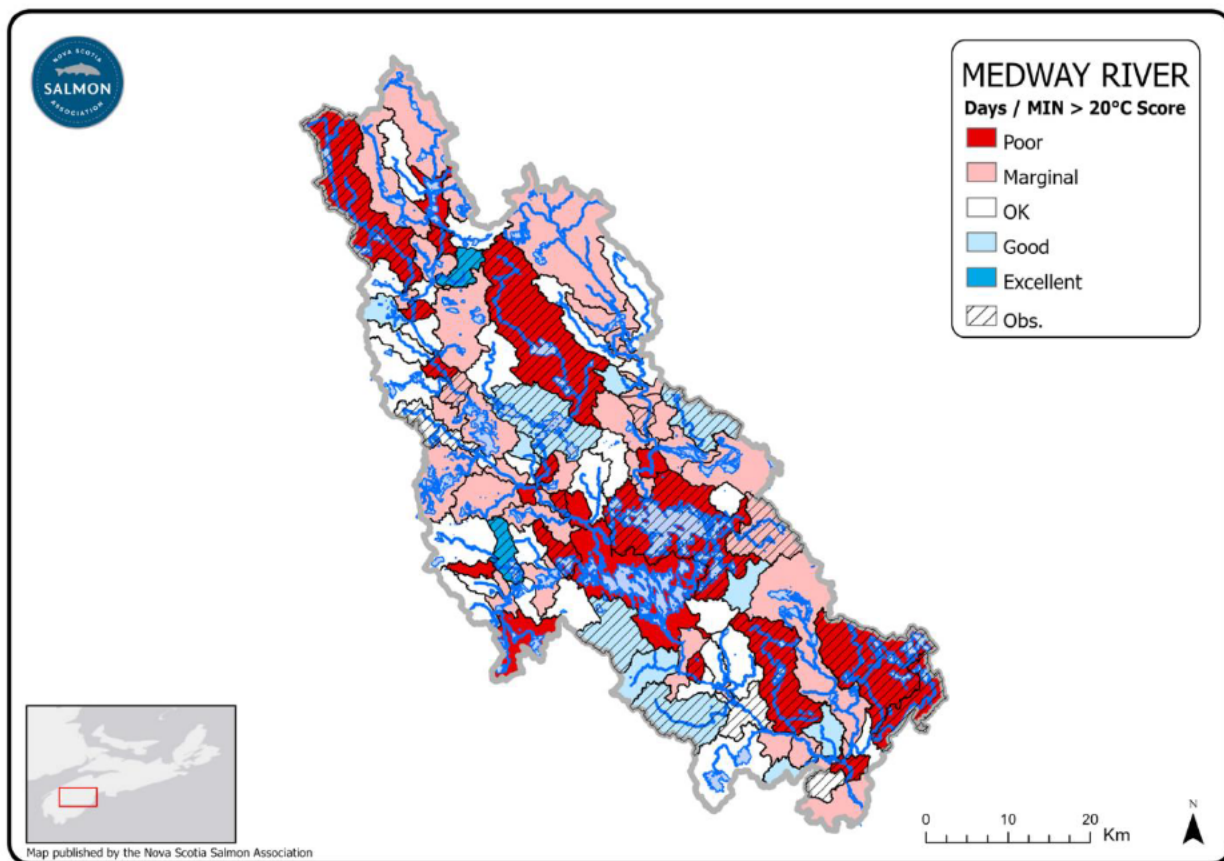 NOVA SCOTIA
SALMON
ASSOCIATION
MEDWAY RIVER
Days / MIN > 20°C Score
Poor
Marginal
OK
Good
Excellent
Obs.
Map published by the Nova Scotia Salmon Association
0 10 20
Km
N